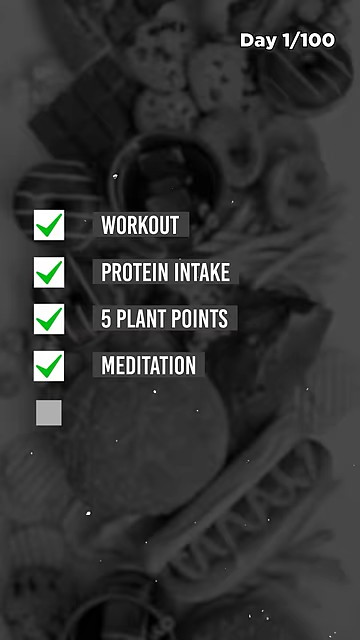 Day 1/100
WORKOUT
PROTEIN INTAKE
5 PLANT POINTS
MEDITATION